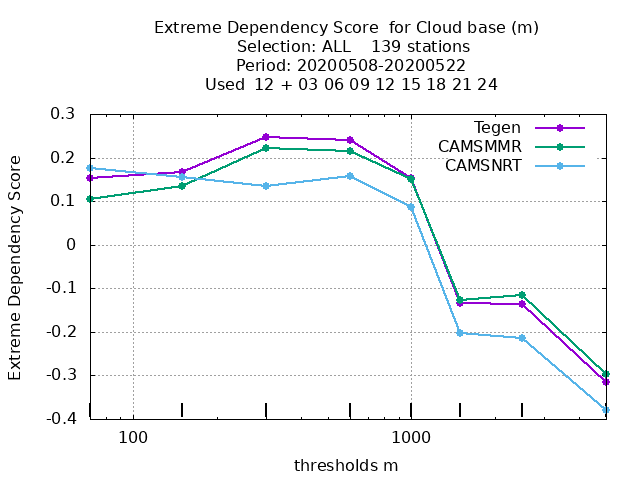 Extreme Dependency Score  for Cloud base (m)
Selection: ALL    139 stations
Period: 20200508-20200522
Used  12 + 03 06 09 12 15 18 21 24
Tegen
CAMSMMR
CAMSNRT
0.3
0.2
0.1
0
-0.1
-0.2
-0.3
-0.4
Extreme Dependency Score
100
1000
thresholds m